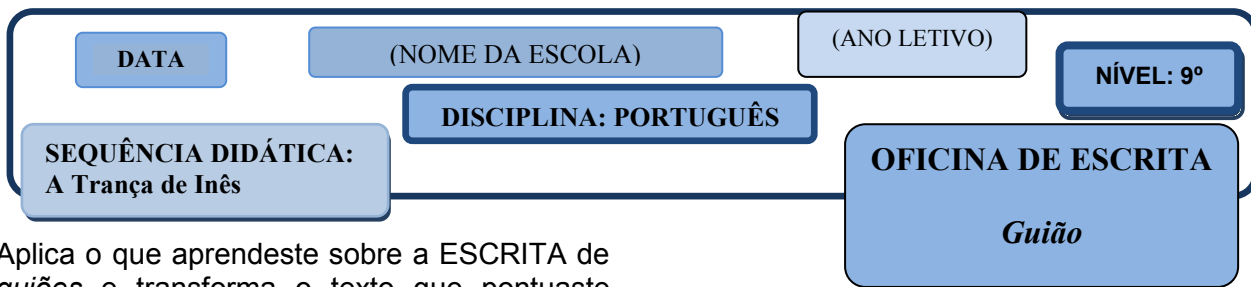 DATA
(NOME DA ESCOLA)
(ANO LETIVO)
NÍVEL: 9º
DISCIPLINA: PORTUGUÊS
SEQUÊNCIA DIDÁTICA:
A Trança de Inês
OFICINA DE ESCRITA
Guião
Aplica o que aprendeste sobre a ESCRITA de
guiões e transforma o texto que pontuaste